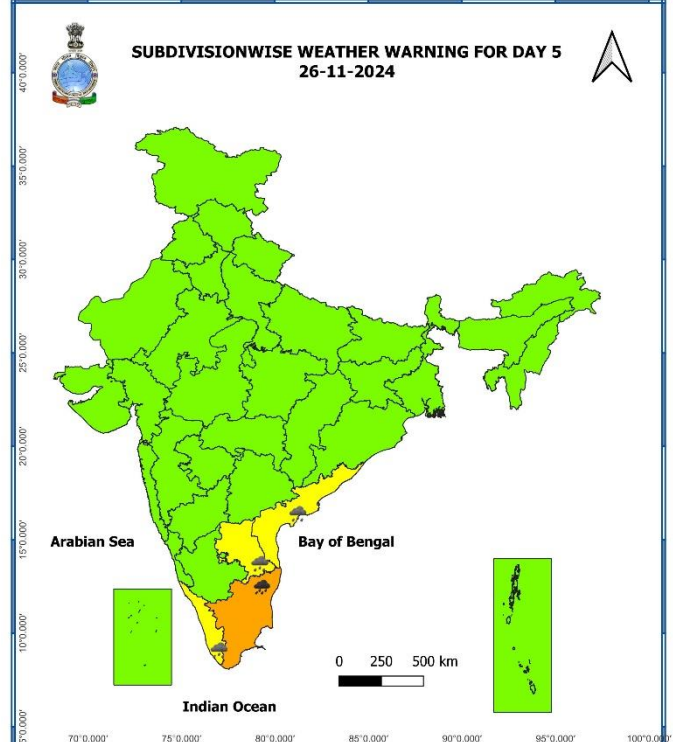 SUBDIVISIONWISE WEATHER WARNING FOR DAY 5
26-11-2024
40°0.000'
35°0.000'
30°0.000'
25°0.000'
20°0.000'
15°0.000'
10°0.000'
5°0.000'
Arabian Sea
Bay of Bengal
0 250 500 km
Indian Ocean
70°0.000' 75°0.000' 80°0.000' 85°0.000' 90°0.000' 95°0.000' 100°0.000'